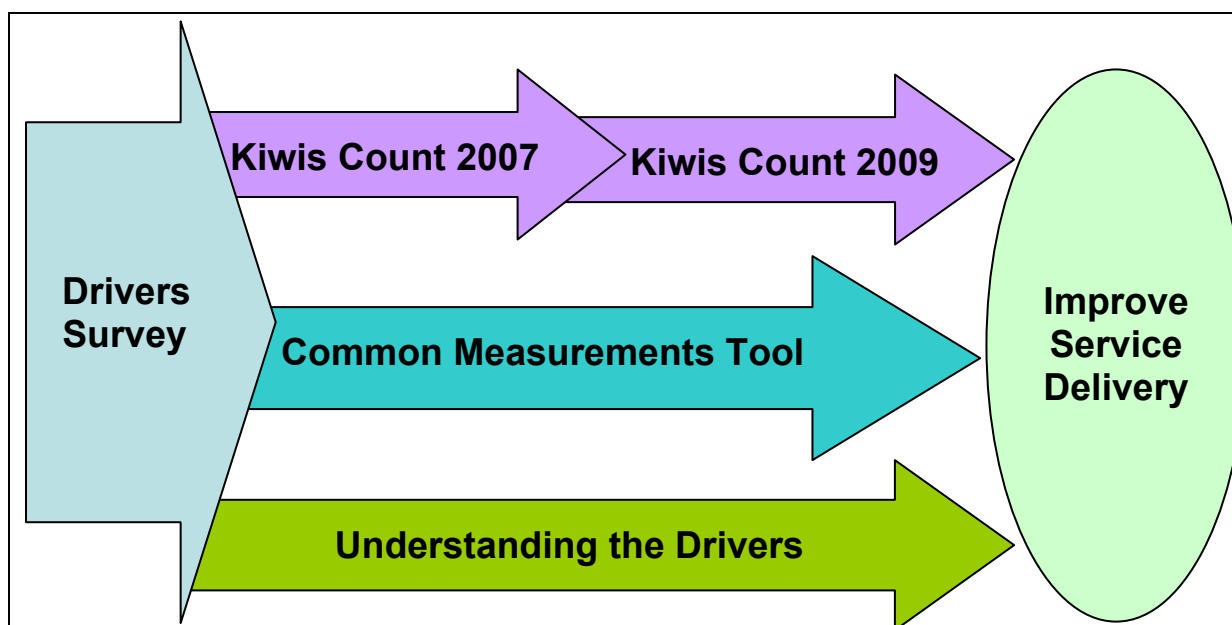 Drivers
Survey
Kiwis Count 2007
Kiwis Count 2009
Common Measurements Tool
Understanding the Drivers
Improve
Service
Delivery